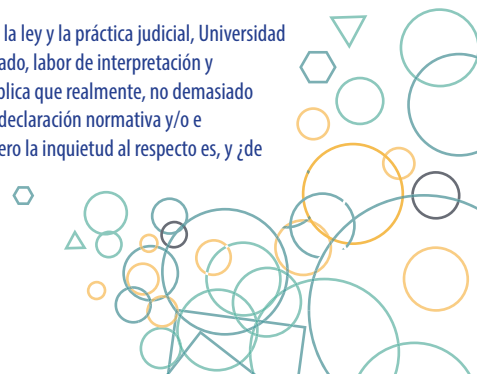 la ley y la práctica judicial, Universidad
ado, labor de interpretación y
plica que realmente, no demasiado
declaración normativa y/o e
ero la inquietud al respecto es, y ¿de